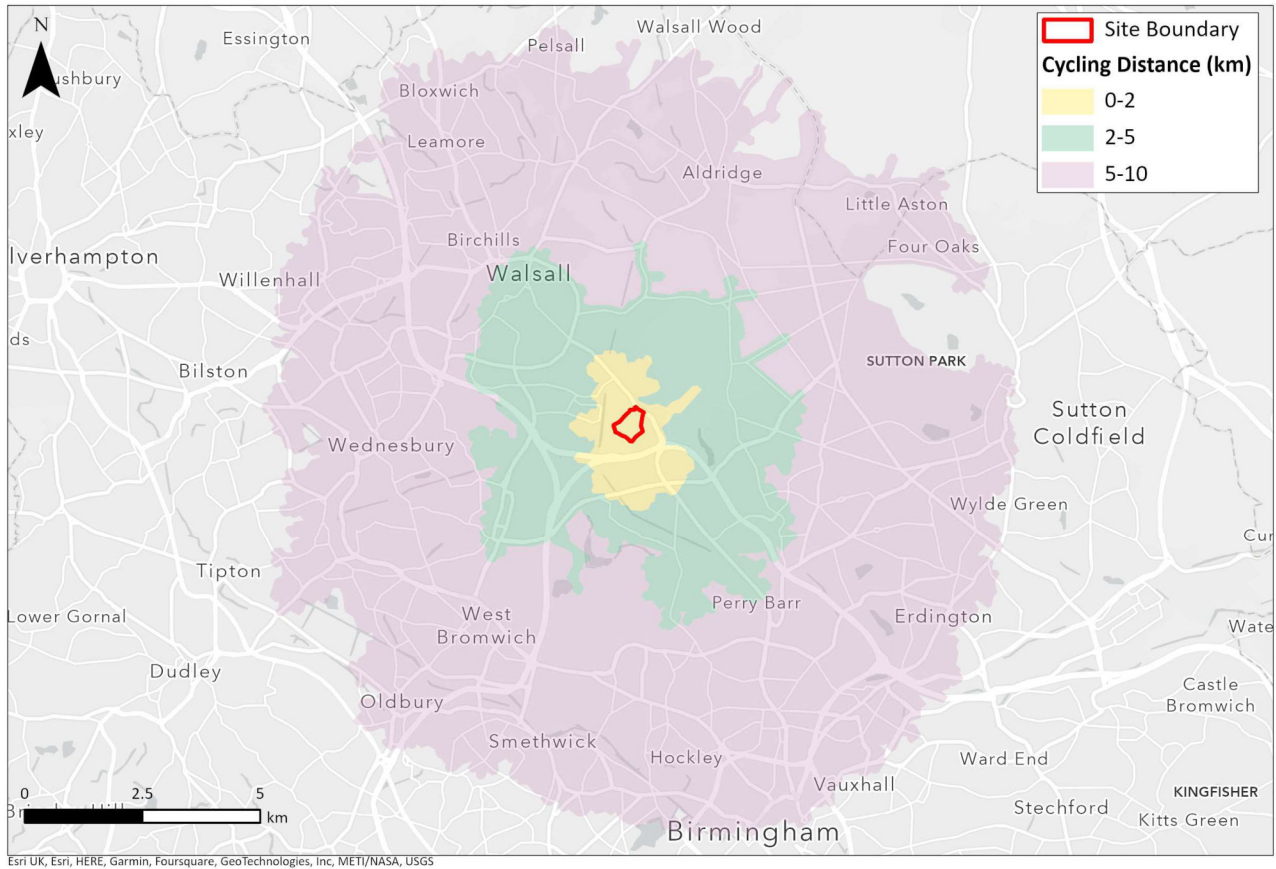 N
Essington
Walsall Wood
Pelsall
Site Boundary
Cycling Distance (km)
0-2
2-5
5-10
ushbury
Bloxwich
xley
Leamore
Aldridge
Little Aston
Birchills
Four Oaks
lverhampton
Walsall
Willenhall
ds
Bilston
SUTTON PARK
Sutton
Coldfield
Wednesbury
Wylde Green
Cur
Tipton
Perry Barr
Lower Gornal
West
Bromwich
Erdington
Wate
Dudley
Castle
Bromwich
Oldbury
Smethwick
Hockley
Ward End
Vauxhall
KINGFISHER
Stechford
Kitts Green
0 2.5 5
km
Birmingham
Esri UK, Esri, HERE, Garmin, Foursquare, GeoTechnologies, Inc, METI/NASA, USGS